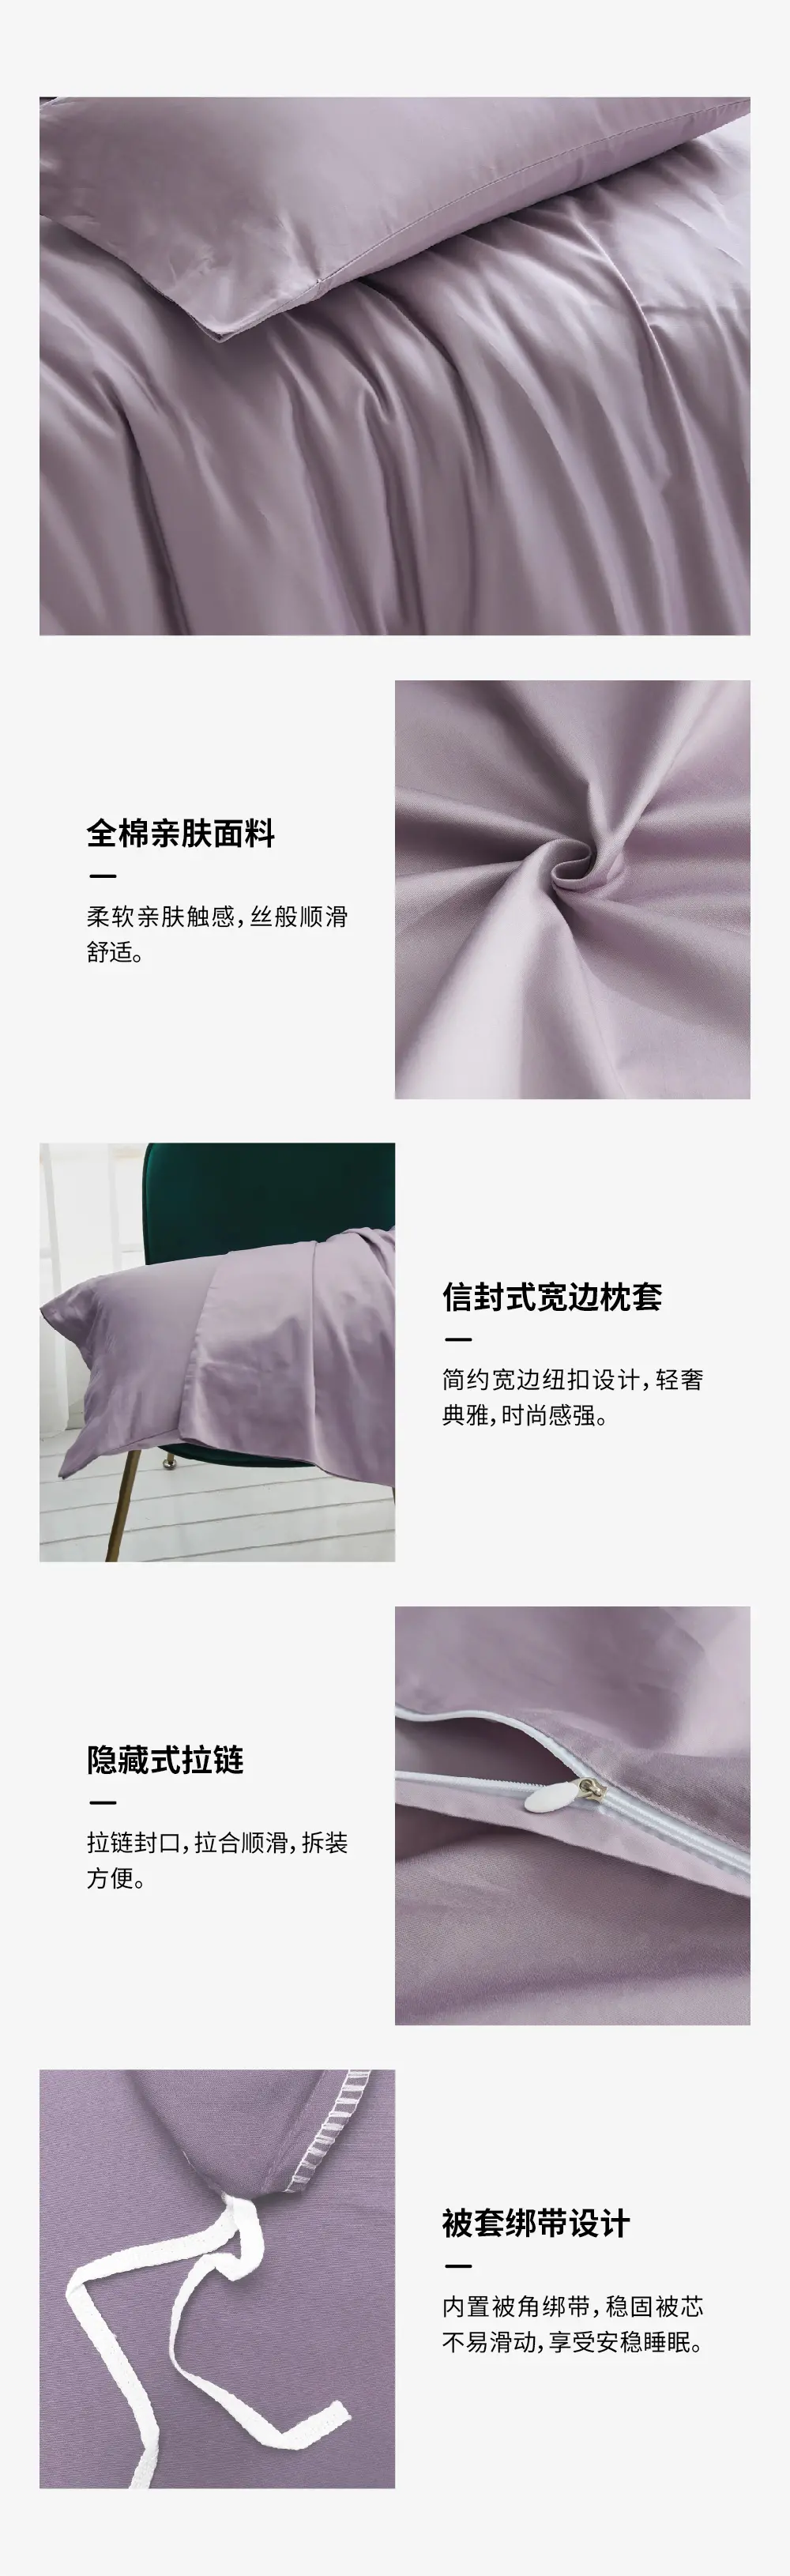 全棉亲肤面料
柔软亲肤触感，丝般顺滑
舒适。
信封式宽边枕套
简约宽边纽扣设计，轻奢
典雅，时尚感强。
隐藏式拉链
拉链封口，拉合顺滑，拆装
方便。
被套绑带设计
内置被角绑带，稳固被芯
不易滑动，享受安稳睡眠。